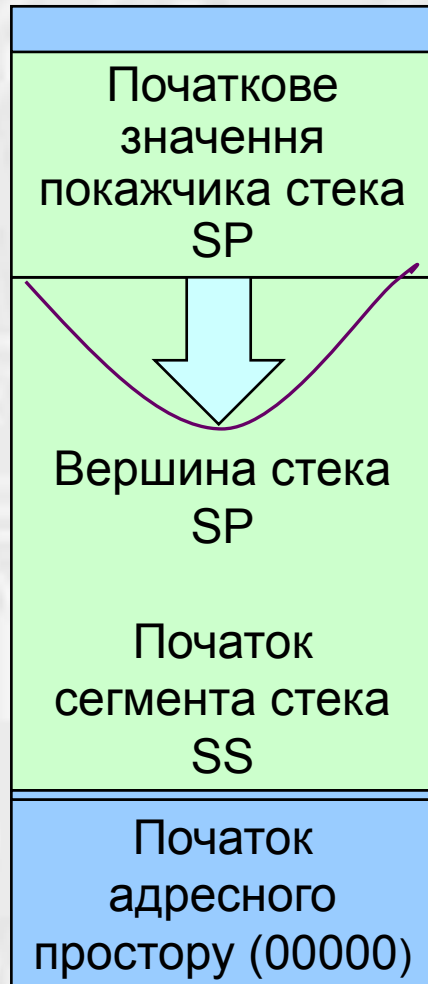 Початкове
значення
покажчика стека
SP
Вершина стека
SP
Початок
сегмента стека
SS
Початок
адресного
простору (00000)